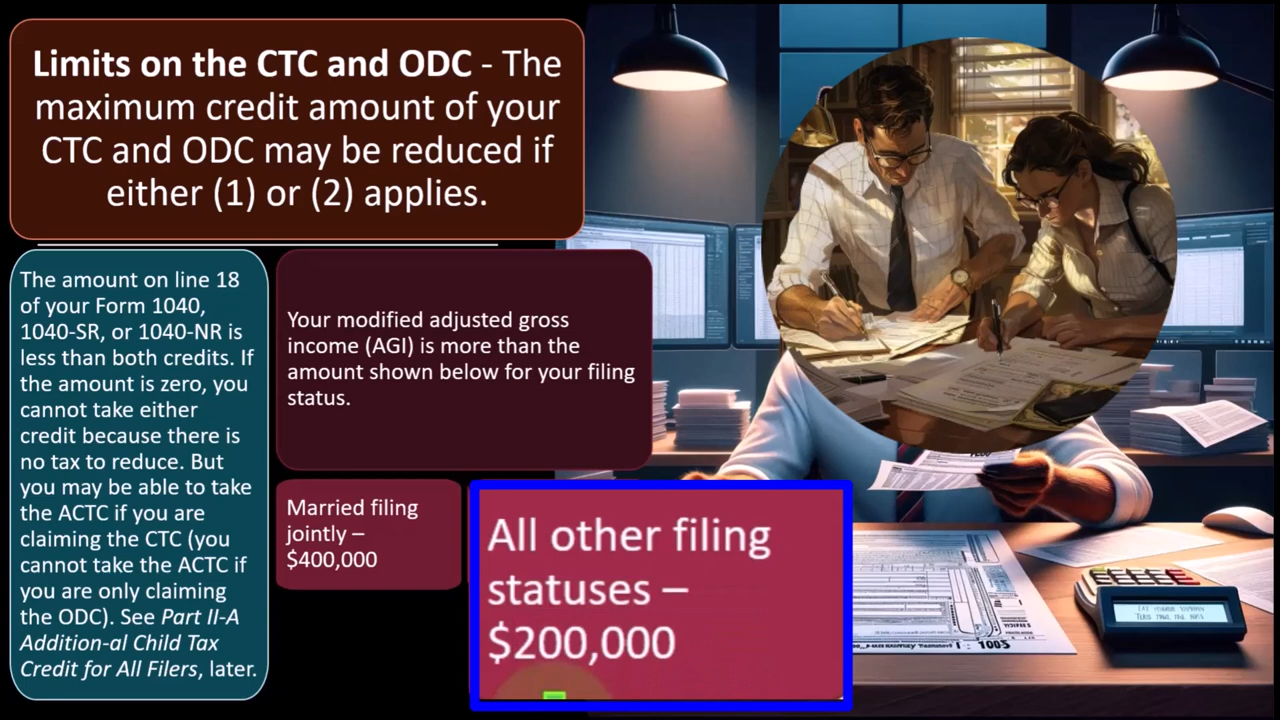 Limits on the CTC and ODC - The
maximum credit amount of your
CTC and ODC may be reduced if
either (1) or (2) applies.
The amount on line 18
of your Form 1040,
1040-SR, or 1040-NR is
less than both credits. If
the amount is zero, you
cannot take either
credit because there is
no tax to reduce. But
you may be able to take
the ACTC if you are
claiming the CTC (you
cannot take the ACTC if
you are only claiming
the ODC). See Part II-A
Addition-al Child Tax
Credit for All Filers, later.
Your modified adjusted gross
income (AGI) is more than the
amount shown below for your filing
status.
Married filing
jointly –
$400,000
All other filing
statuses –
$200,000